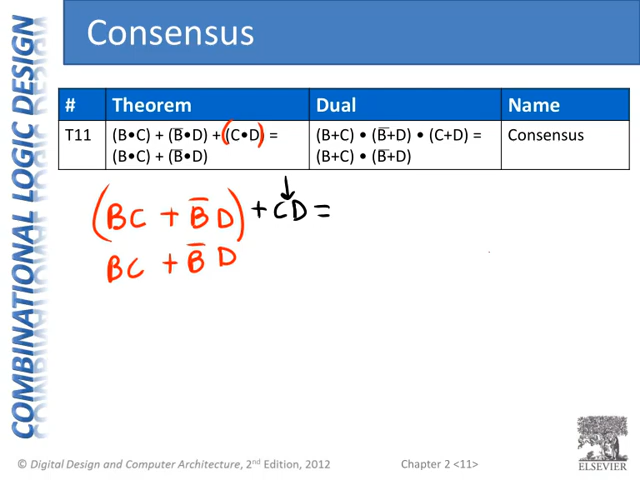 COMBINATIONAL LOGIC DESIGN
Consensus
# Theorem Dual Name
T11 (B•C) + (B̅•D) + (C•D) = (B+C) • (B̅+D) • (C+D) = Consensus
(B•C) + (B̅•D) (B+C) • (B̅+D)
(BC + B̅D) + CD =
BC + B̅ D
ELSEVIER
© Digital Design and Computer Architecture, 2nd Edition, 2012 Chapter 2 <11>